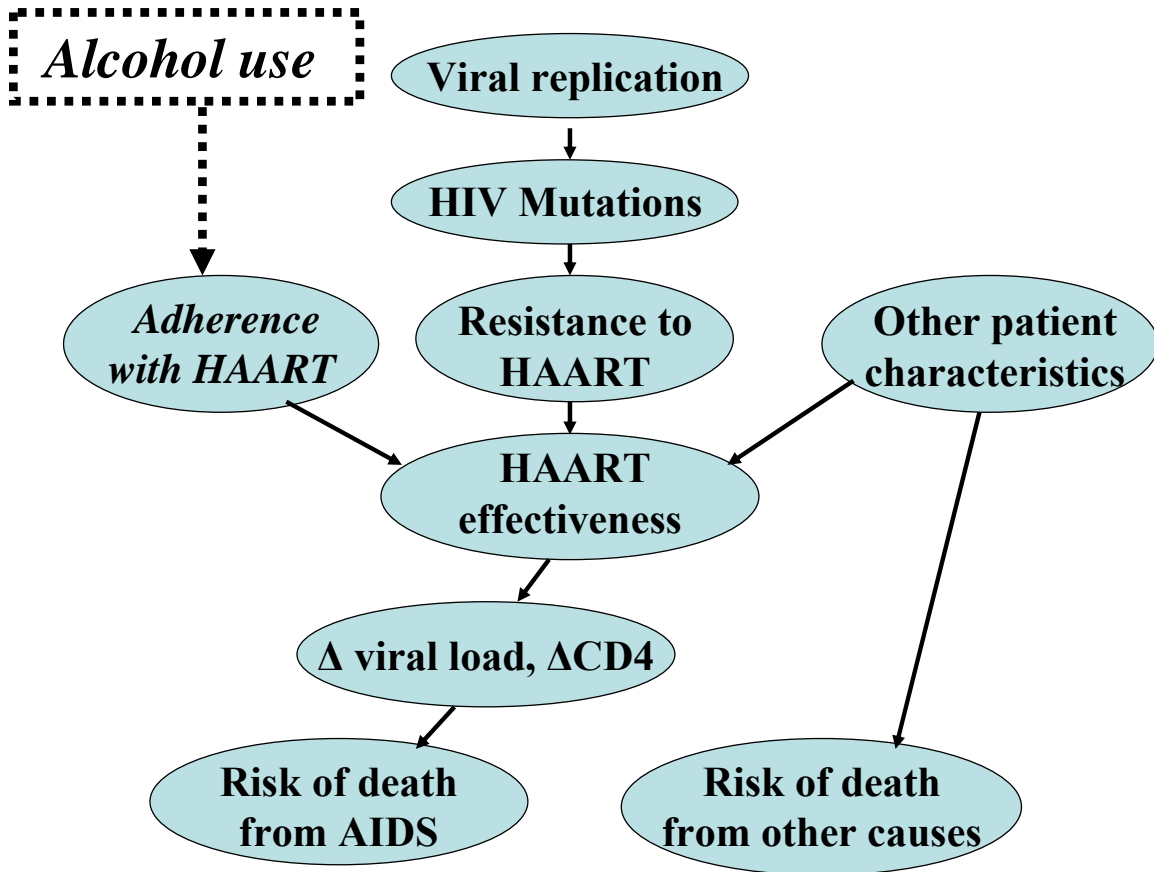 Alcohol use
Viral replication
HIV Mutations
Adherence
with HAART
Resistance to
HAART
Other patient
characteristics
HAART
effectiveness
Δ viral load, ΔCD4
Risk of death
from AIDS
Risk of death
from other causes